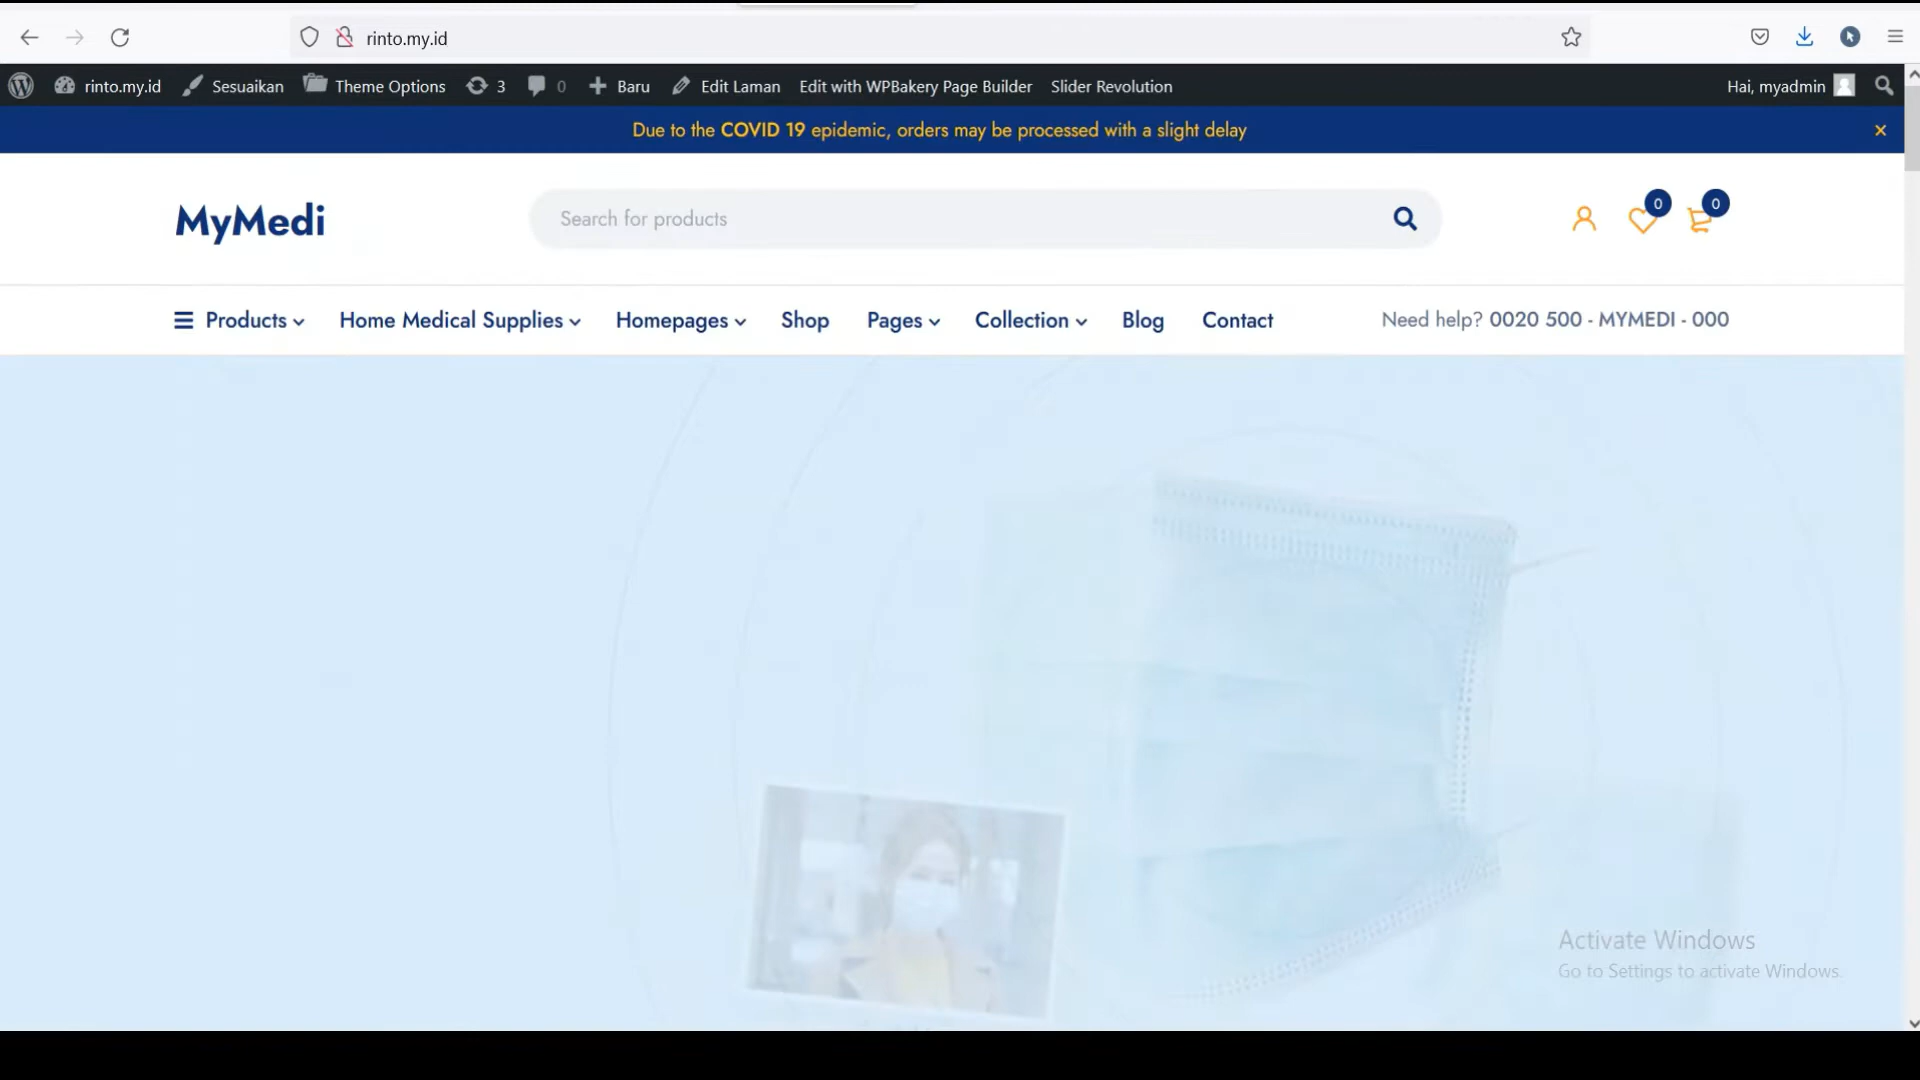 rinto.my.id
rinto.my.id Sesuaikan Theme Options 3 0 Baru Edit Laman Edit with WPBakery Page Builder Slider Revolution Hai, myadmin
Due to the COVID 19 epidemic, orders may be processed with a slight delay
MyMedi Search for products 0 0
Products Home Medical Supplies Homepages Shop Pages Collection Blog Contact Need help? 0020 500 - MYMEDI - 000
Activate Windows
Go to Settings to activate Windows.